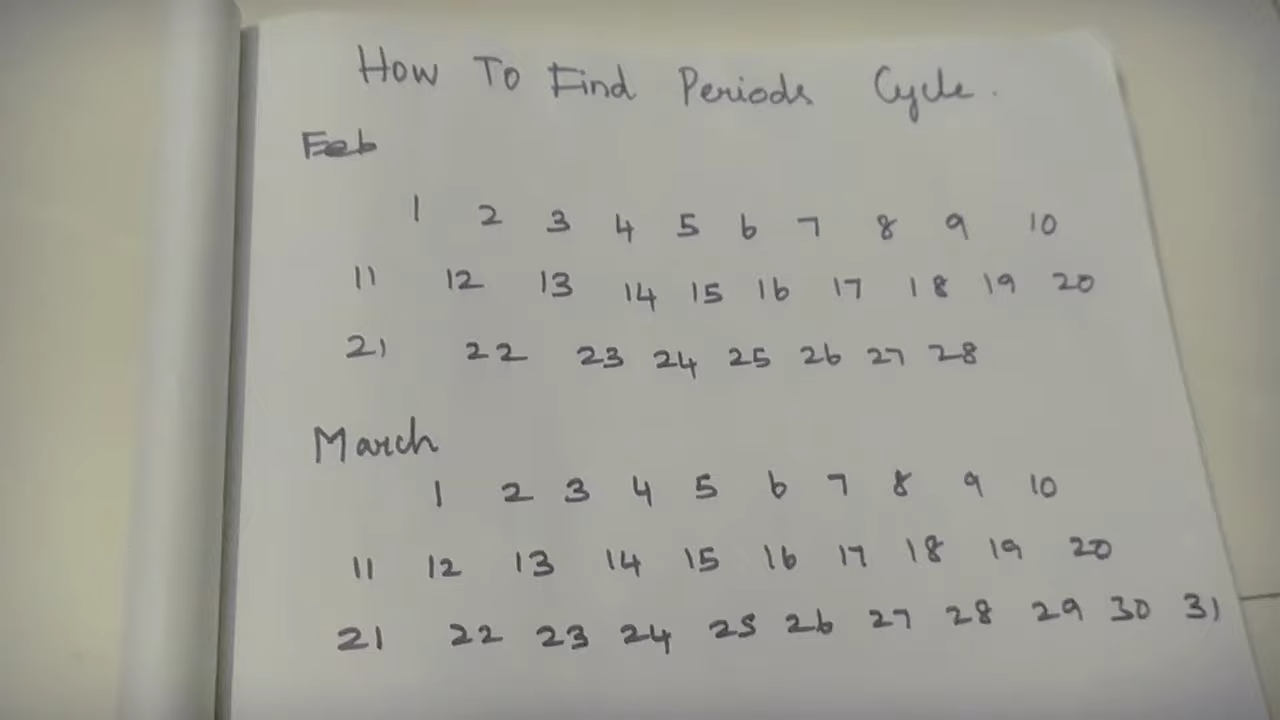 How To Find Periods Cycle.
Feb
1 2 3 4 5 6 7 8 9 10
11 12 13 14 15 16 17 18 19 20
21 22 23 24 25 26 27 28
March
1 2 3 4 5 6 7 8 9 10
11 12 13 14 15 16 17 18 19 20
21 22 23 24 25 26 27 28 29 30 31